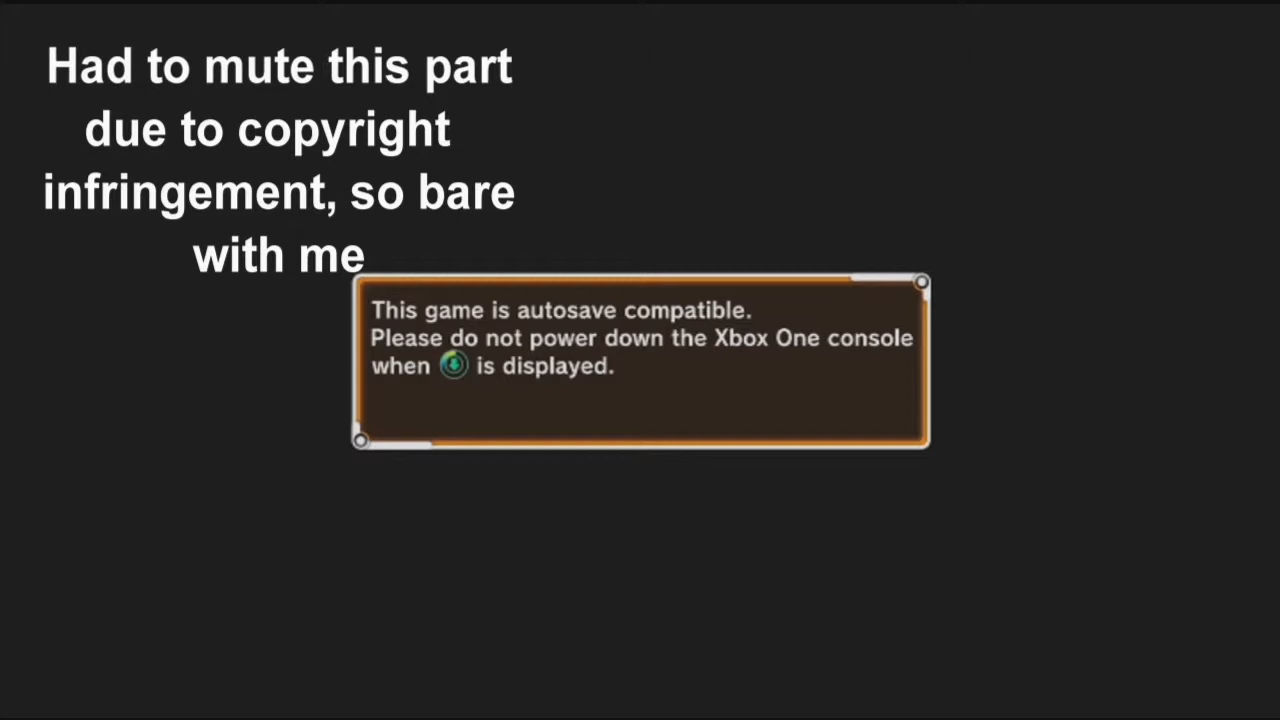 Had to mute this part
due to copyright
infringement, so bare
with me
This game is autosave compatible.
Please do not power down the Xbox One console
when is displayed.